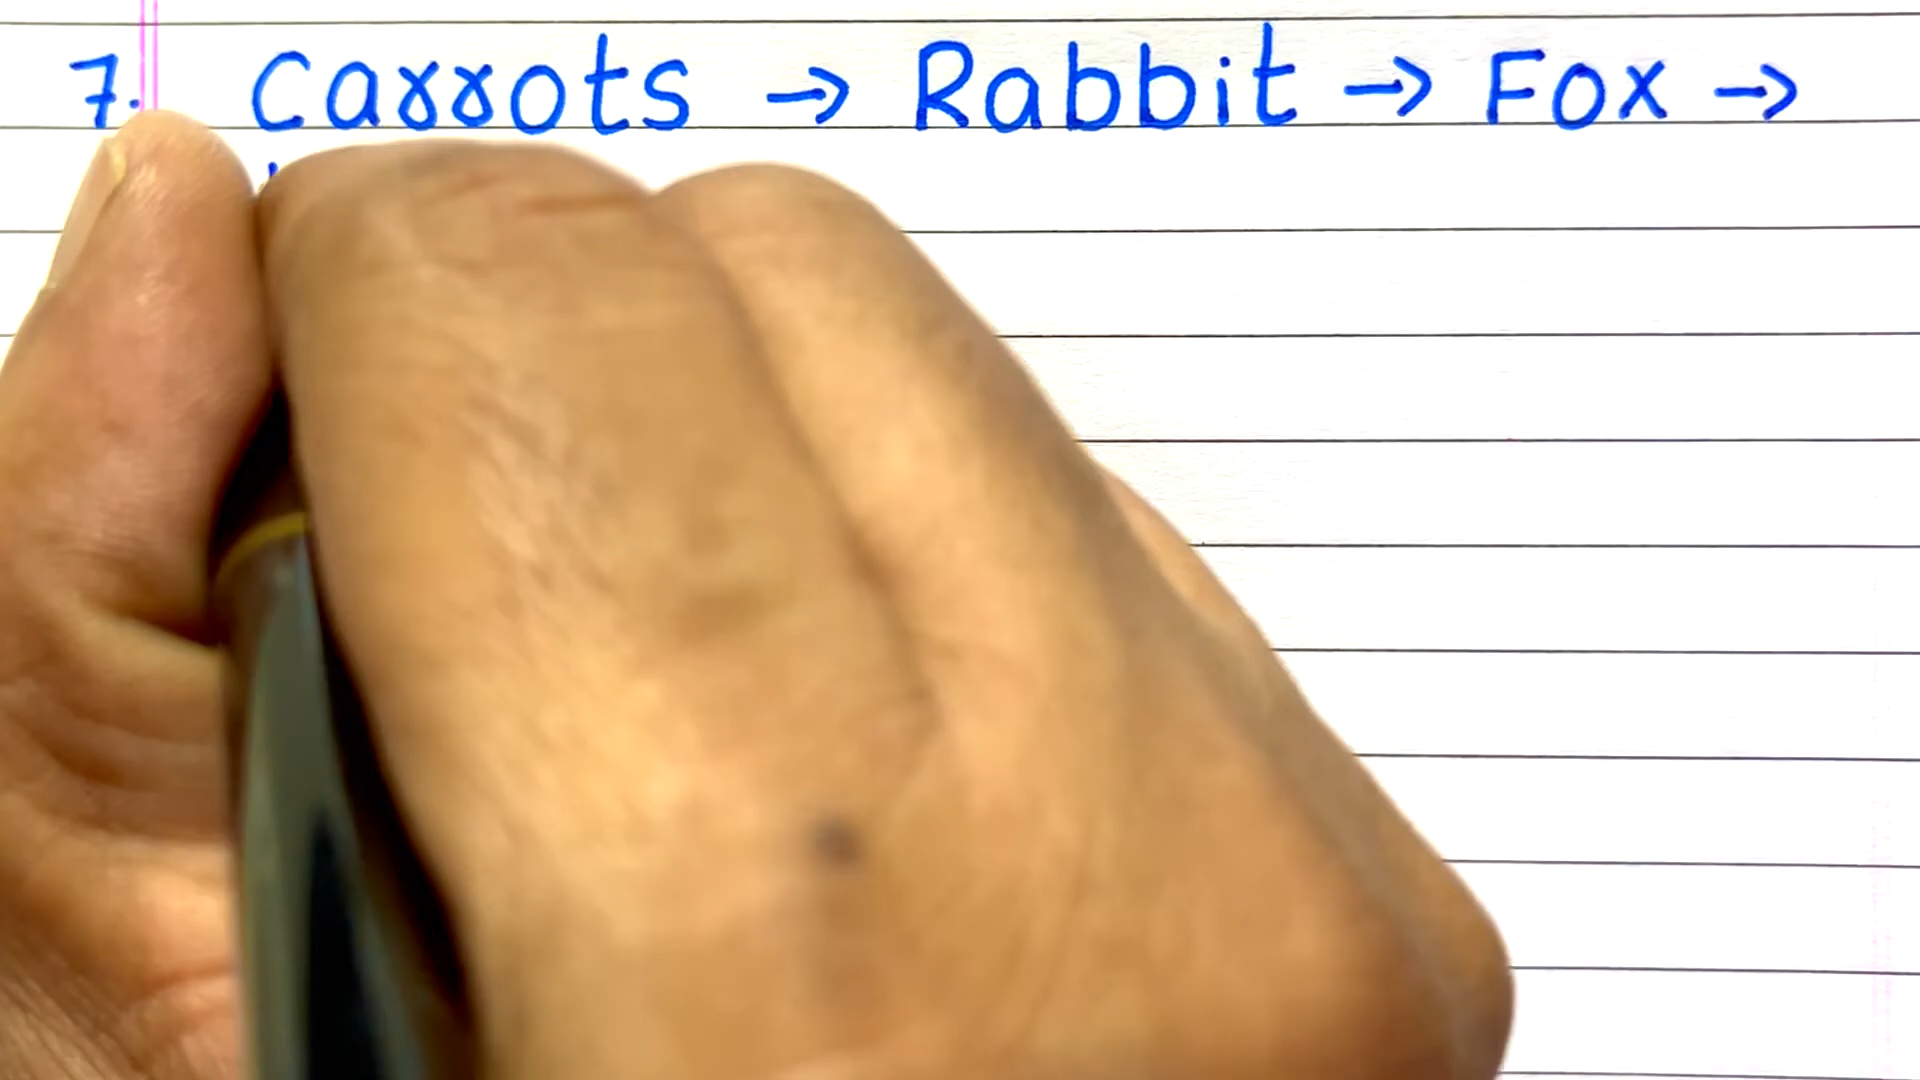 7. Carrots → Rabbit → Fox →